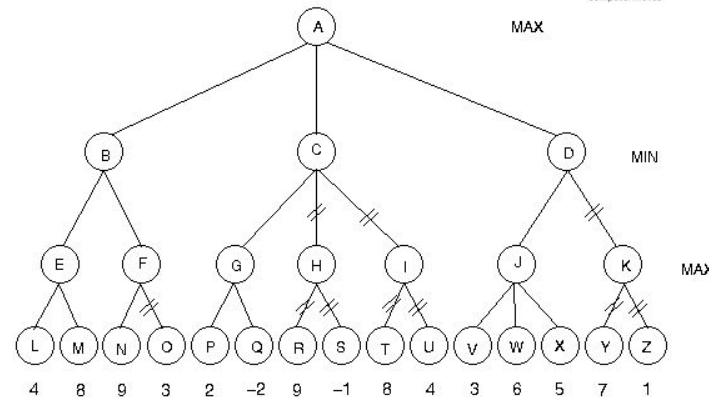 A MAX
B C D MIN
E F G H I J K MAX
L M N O P Q R S T U V W X Y Z
4 8 9 3 2 −2 9 −1 8 4 3 6 5 7 1